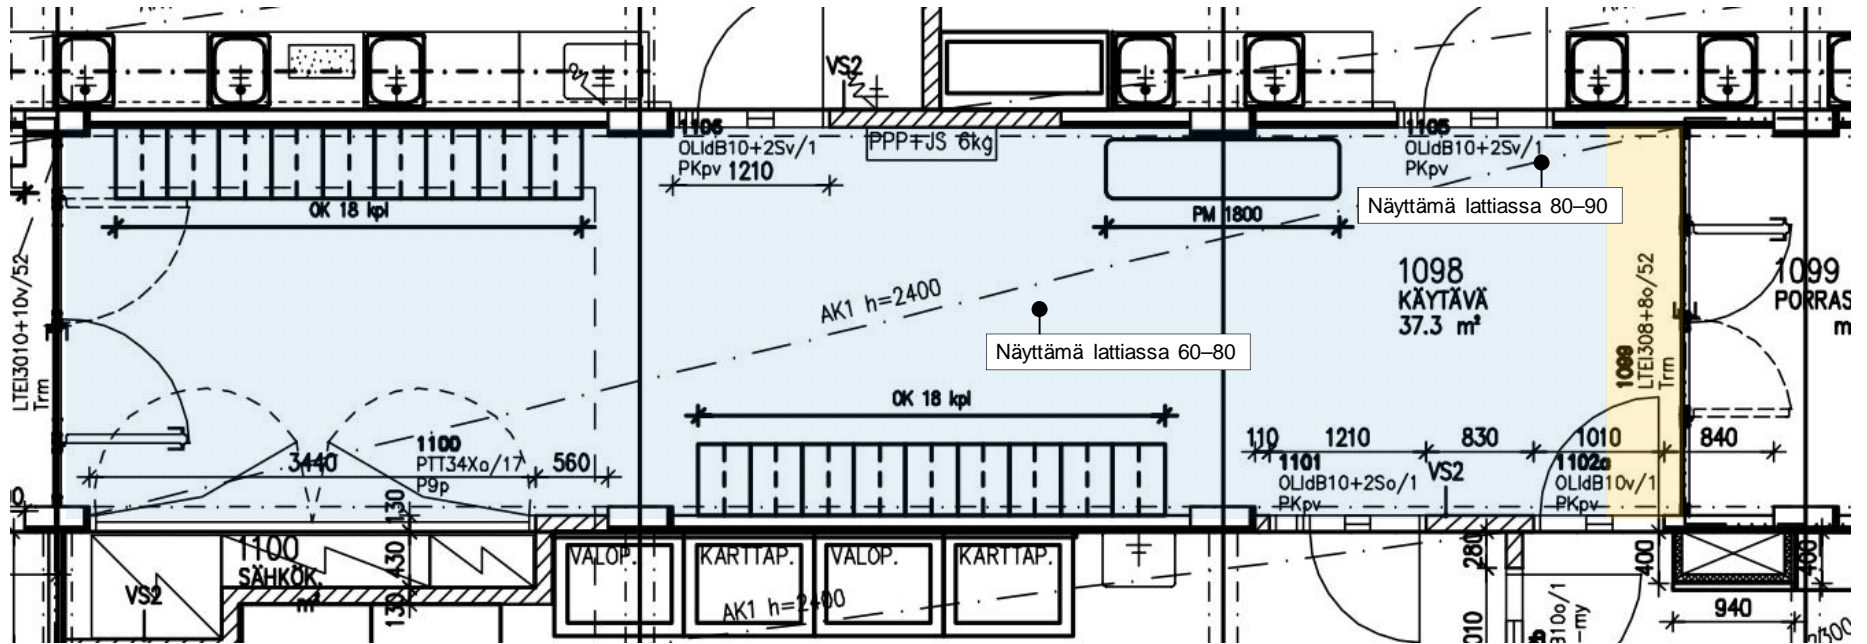 VS2
1106
OLIdB10+2Sv/1
PKpv 1210
PPP+JS 6kg
1105
OLIdB10+2Sv/1
PKpv
Näyttämä lattiassa 80–90
OK 18 kpl
PM 1800
LTEI3010+10v/52
Trm
AK1 h=2400
1098
KÄYTÄVÄ
37.3 m²
1099
LTEI308+8o/52
Trm
1099
PORRAS
m
Näyttämä lattiassa 60–80
OK 18 kpl
3440
1100
PTT34Xo/17
P9p
560
110
1210
830
1010
840
1101
OLIdB10+2So/1
PKpv
VS2
1102a
OLIdB10v/1
PKpv
130
430
130
1100
SÄHKÖK.
m²
VS2
VALOP.
KARTTAP.
VALOP.
KARTTAP.
AK1 h=2400
280
400
400
940